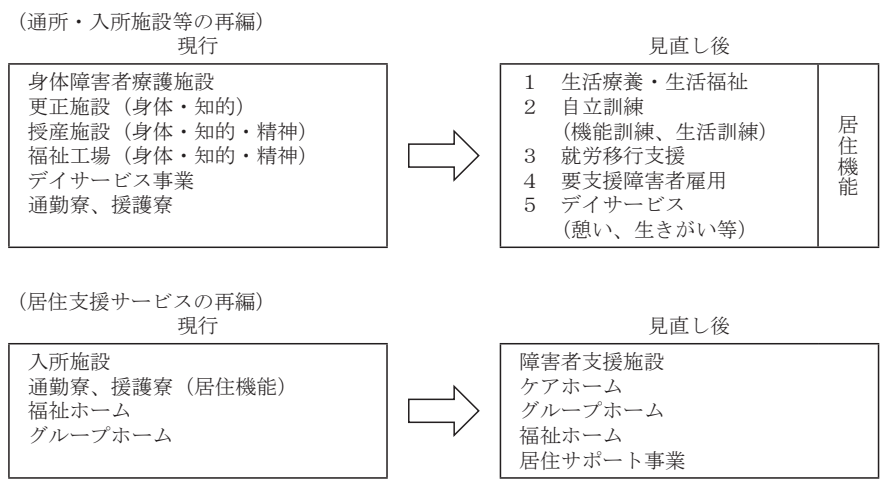 （通所・入所施設等の再編）
現行
身体障害者療護施設
更正施設（身体・知的）
授産施設（身体・知的・精神）
福祉工場（身体・知的・精神）
デイサービス事業
通勤寮、援護寮
見直し後
1 生活療養・生活福祉
2 自立訓練
（機能訓練、生活訓練）
3 就労移行支援
4 要支援障害者雇用
5 デイサービス
（憩い、生きがい等）
居住機能
（居住支援サービスの再編）
現行
入所施設
通勤寮、援護寮（居住機能）
福祉ホーム
グループホーム
見直し後
障害者支援施設
ケアホーム
グループホーム
福祉ホーム
居住サポート事業